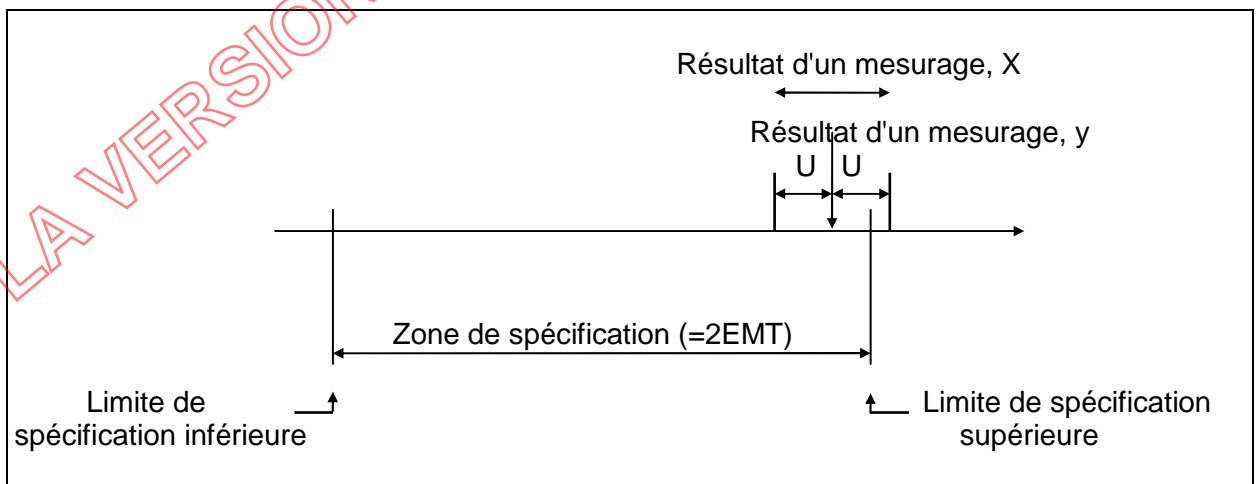 LA VERSION
Résultat d'un mesurage, X
Résultat d'un mesurage, y
U U
Zone de spécification (=2EMT)
Limite de
spécification inférieure
Limite de spécification
supérieure